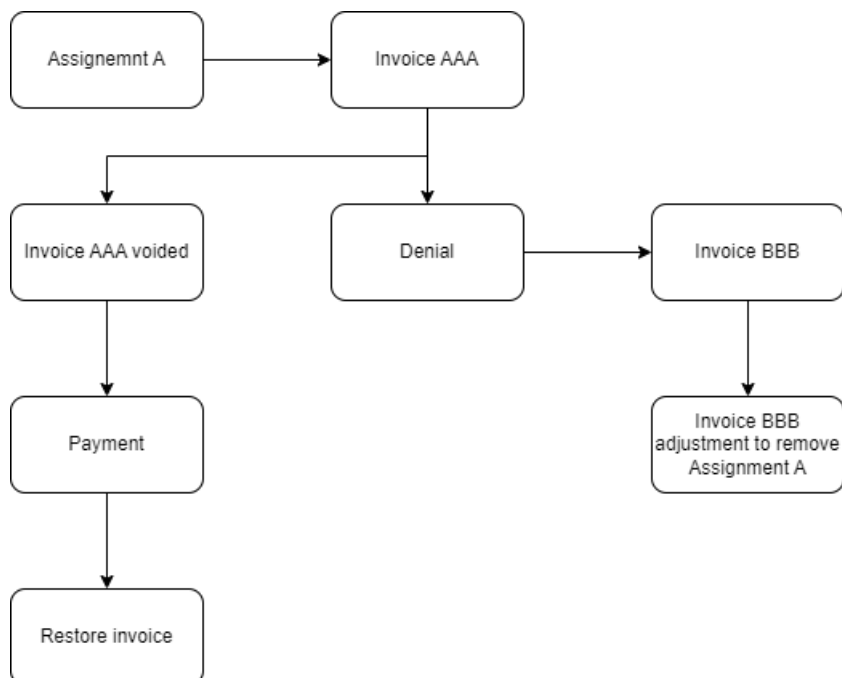 Assignemnt A
Invoice AAA
Invoice AAA voided
Denial
Invoice BBB
Payment
Invoice BBB
adjustment to remove
Assignment A
Restore invoice